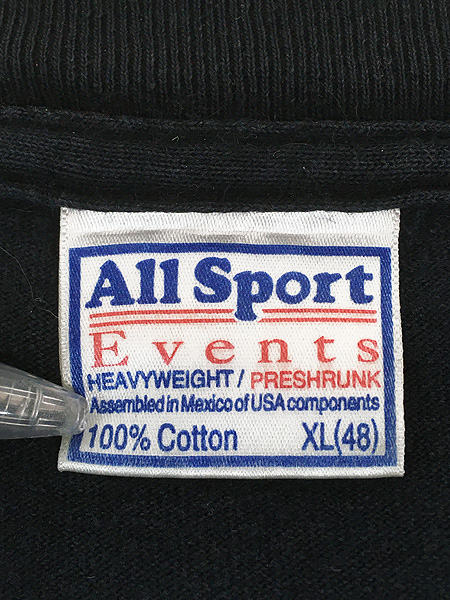 All Sport
Events
HEAVYWEIGHT / PRESHRUNK
Assembled in Mexico of USA components
100% Cotton XL(48)